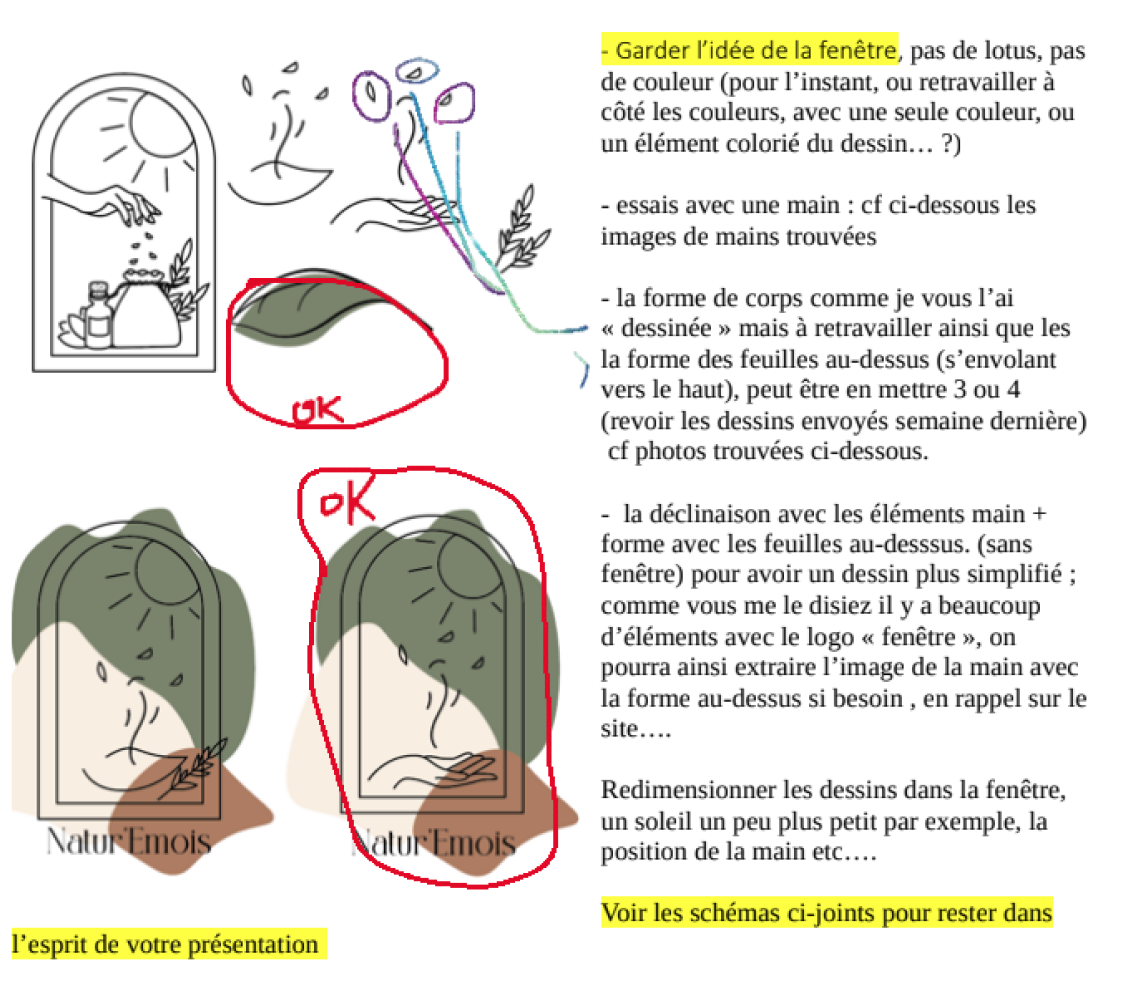 - Garder l’idée de la fenêtre, pas de lotus, pas
de couleur (pour l’instant, ou retravailler à
côté les couleurs, avec une seule couleur, ou
un élément colorié du dessin… ?)
- essais avec une main : cf ci-dessous les
images de mains trouvées
- la forme de corps comme je vous l’ai
« dessinée » mais à retravailler ainsi que les
la forme des feuilles au-dessus (s’envolant
vers le haut), peut être en mettre 3 ou 4
(revoir les dessins envoyés semaine dernière)
cf photos trouvées ci-dessous.
OK
OK
- la déclinaison avec les éléments main +
forme avec les feuilles au-desssus. (sans
fenêtre) pour avoir un dessin plus simplifié ;
comme vous me le disiez il y a beaucoup
d’éléments avec le logo « fenêtre », on
pourra ainsi extraire l’image de la main avec
la forme au-dessus si besoin , en rappel sur le
site….
Redimensionner les dessins dans la fenêtre,
un soleil un peu plus petit par exemple, la
position de la main etc….
Natur'Emois
Natur'Emois
Voir les schémas ci-joints pour rester dans
l’esprit de votre présentation